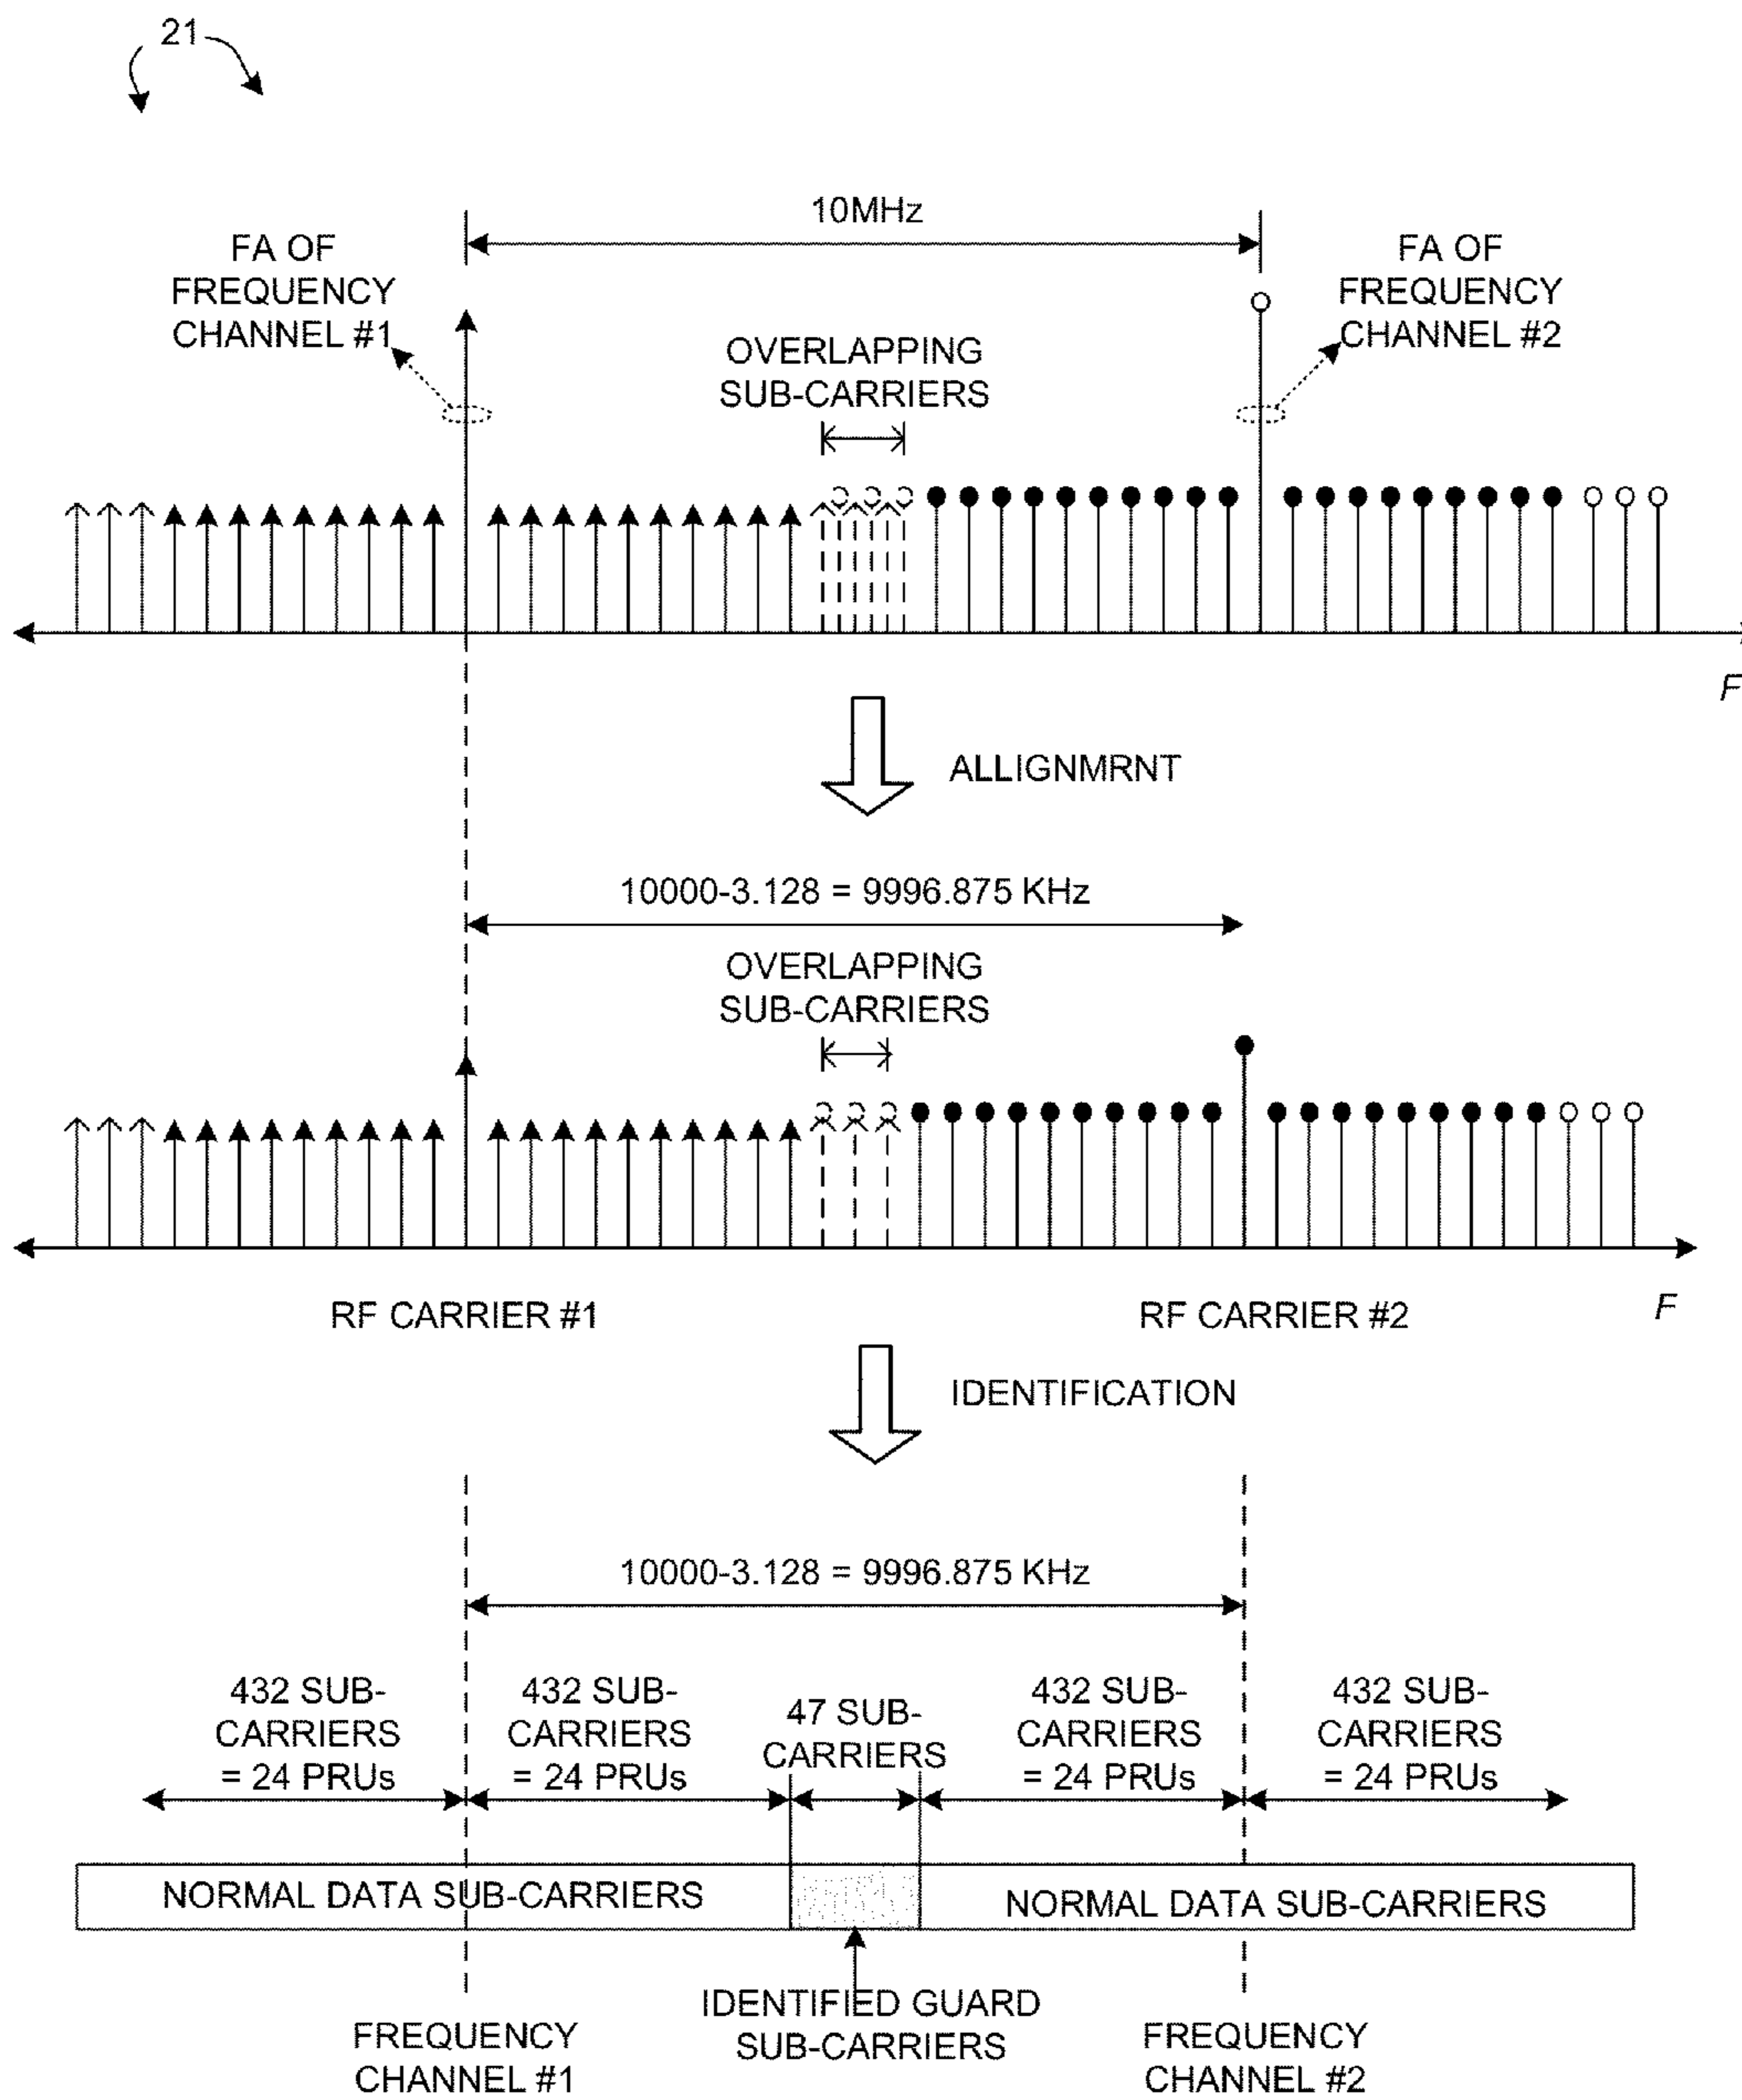 21
10MHz
FA OF
FREQUENCY
CHANNEL #1
FA OF
FREQUENCY
CHANNEL #2
OVERLAPPING
SUB-CARRIERS
F
ALLIGNMRNT
10000-3.128 = 9996.875 KHz
OVERLAPPING
SUB-CARRIERS
RF CARRIER #1
RF CARRIER #2
F
IDENTIFICATION
10000-3.128 = 9996.875 KHz
432 SUB-
CARRIERS
= 24 PRUs
432 SUB-
CARRIERS
= 24 PRUs
47 SUB-
CARRIERS
432 SUB-
CARRIERS
= 24 PRUs
432 SUB-
CARRIERS
= 24 PRUs
NORMAL DATA SUB-CARRIERS
NORMAL DATA SUB-CARRIERS
IDENTIFIED GUARD
SUB-CARRIERS
FREQUENCY
CHANNEL #1
FREQUENCY
CHANNEL #2